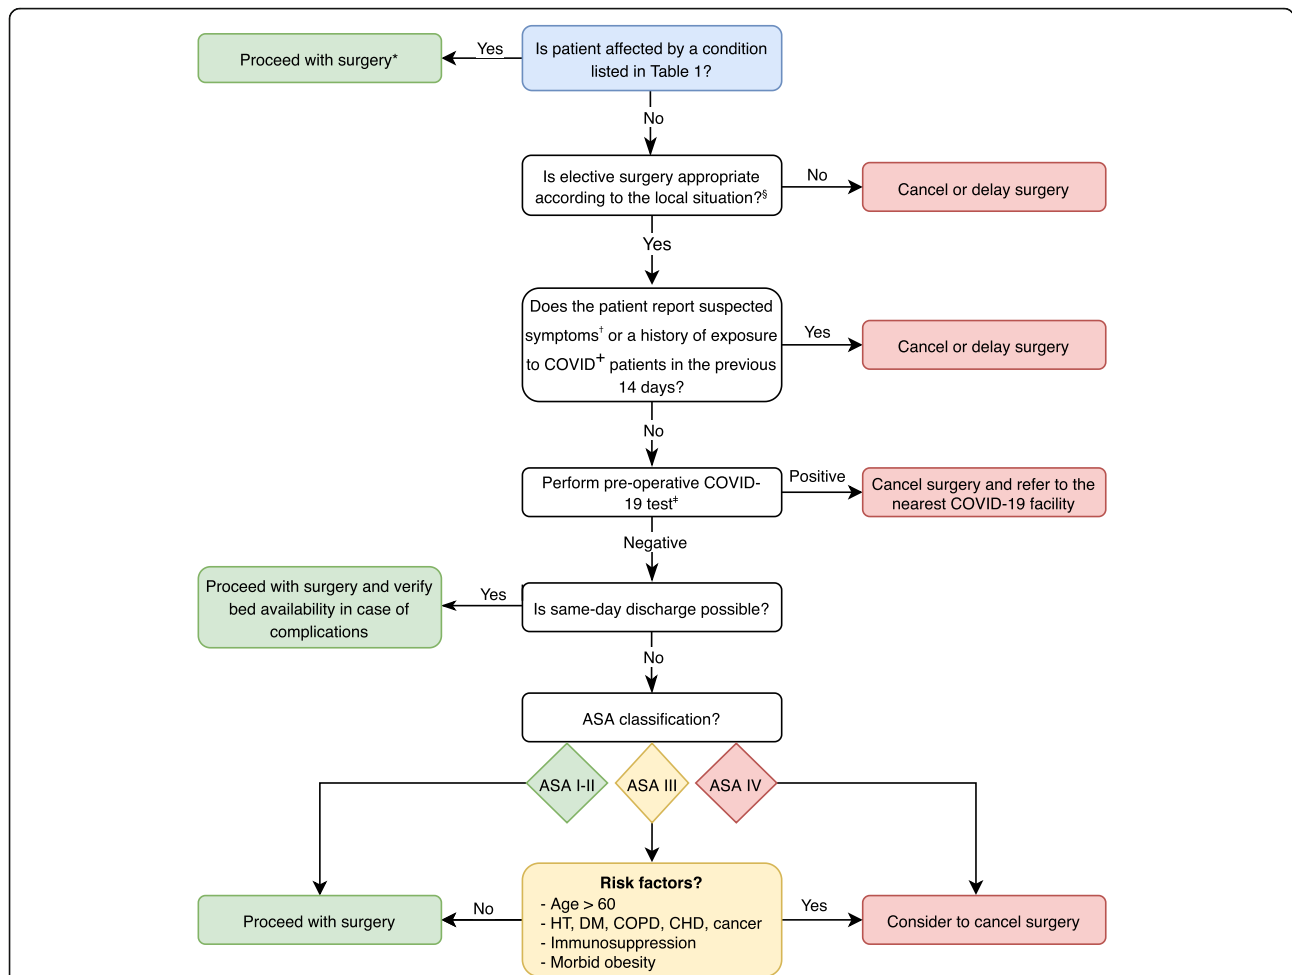 Proceed with surgery*
Yes
Is patient affected by a condition
listed in Table 1?
No
Is elective surgery appropriate
according to the local situation?§
No
Cancel or delay surgery
Yes
Does the patient report suspected
symptoms† or a history of exposure
to COVID+ patients in the previous
14 days?
Yes
Cancel or delay surgery
No
Perform pre-operative COVID-
19 test‡
Positive
Cancel surgery and refer to the
nearest COVID-19 facility
Negative
Proceed with surgery and verify
bed availability in case of
complications
Yes
Is same-day discharge possible?
No
ASA classification?
ASA I-II
ASA III
ASA IV
Proceed with surgery
No
Risk factors?
- Age > 60
- HT, DM, COPD, CHD, cancer
- Immunosuppression
- Morbid obesity
Yes
Consider to cancel surgery